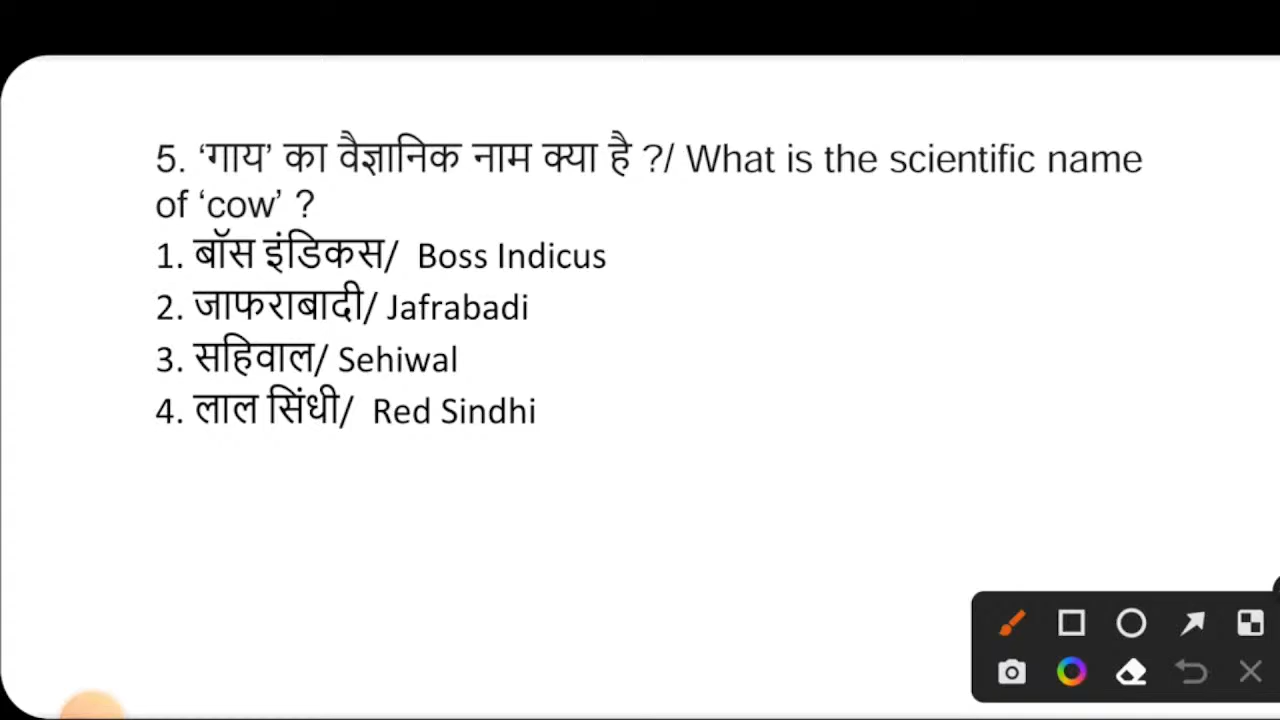 5. ‘गाय’ का वैज्ञानिक नाम क्या है ?/ What is the scientific name
of ‘cow’ ?
1. बॉस इंडिकस/  Boss Indicus
2. जाफराबादी/ Jafrabadi
3. सहिवाल/ Sehiwal
4. लाल सिंधी/  Red Sindhi